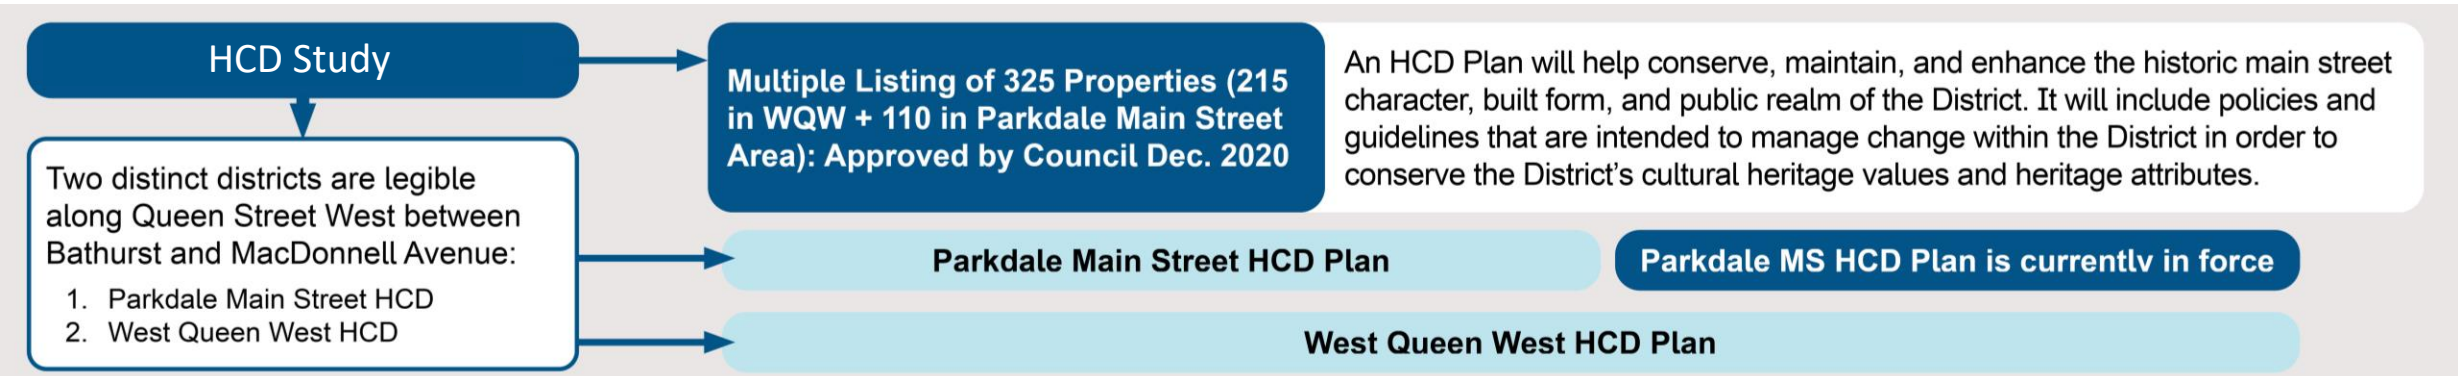 HCD Study
Multiple Listing of 325 Properties (215
in WQW + 110 in Parkdale Main Street
Area): Approved by Council Dec. 2020
An HCD Plan will help conserve, maintain, and enhance the historic main street
character, built form, and public realm of the District. It will include policies and
guidelines that are intended to manage change within the District in order to
conserve the District's cultural heritage values and heritage attributes.
Two distinct districts are legible
along Queen Street West between
Bathurst and MacDonnell Avenue:
1. Parkdale Main Street HCD
2. West Queen West HCD
Parkdale Main Street HCD Plan
Parkdale MS HCD Plan is currently in force
West Queen West HCD Plan